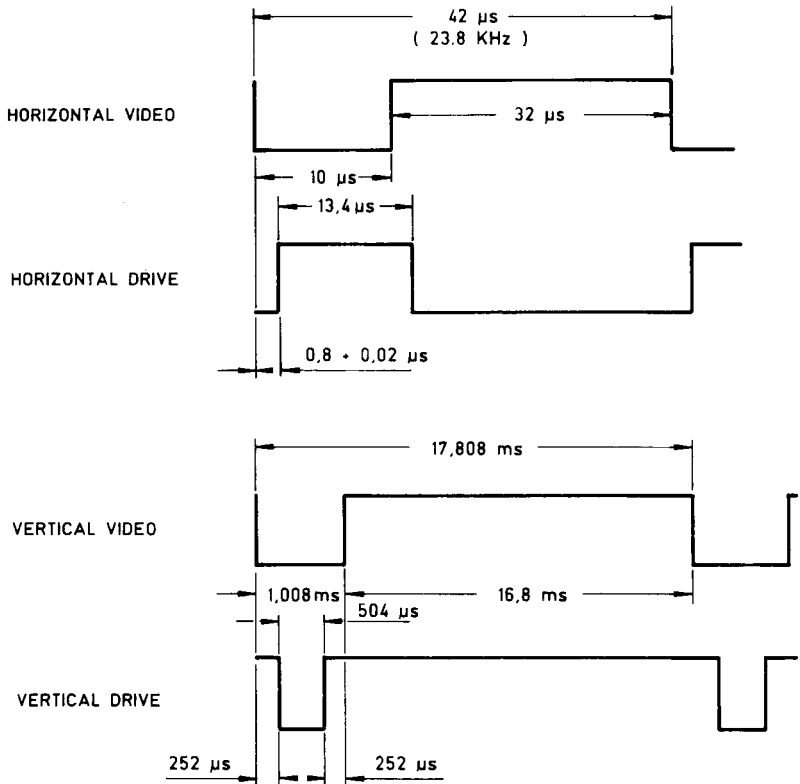 42 µs
( 23.8 KHz )
HORIZONTAL VIDEO
32 µs
10 µs
13,4 µs
HORIZONTAL DRIVE
0,8 + 0,02 µs
17,808 ms
VERTICAL VIDEO
1,008 ms
16,8 ms
504 µs
VERTICAL DRIVE
252 µs
252 µs